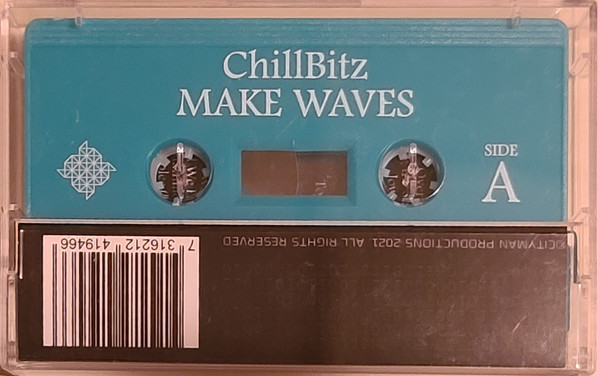 ChillBitz
MAKE WAVES
SIDE
A
©CITYMAN PRODUCTIONS 2021 ALL RIGHTS RESERVED
7 316212 419466